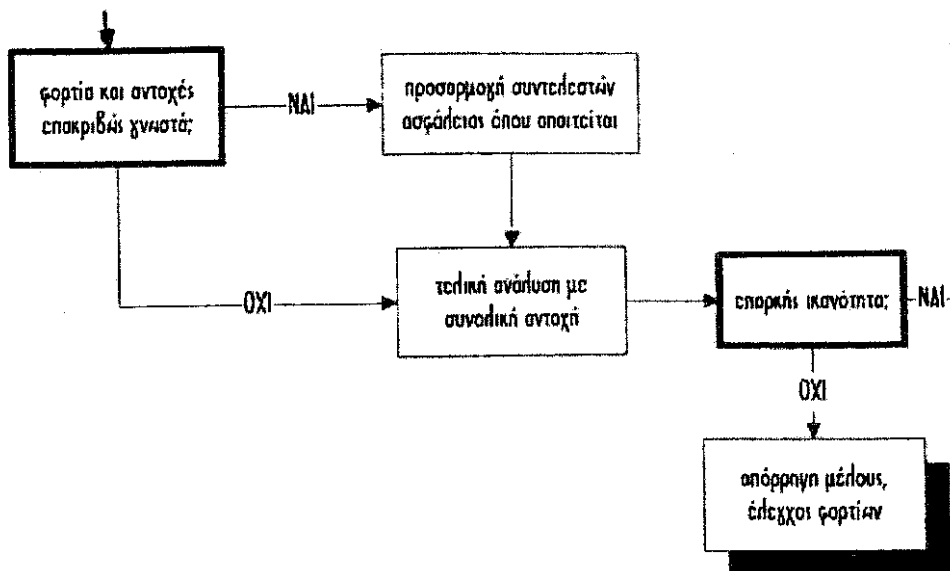 φορτία και αντοχές
επακριβώς γνωστά;
ΝΑΙ
προσαρμογή συντελεστών
ασφάλειας όπου απαιτείται
ΟΧΙ
τελική ανάλυση με
συνολική αντοχή
επαρκής ικανότητα;
ΝΑΙ
ΟΧΙ
απόρριψη μέλους,
έλεγχος φορτίων